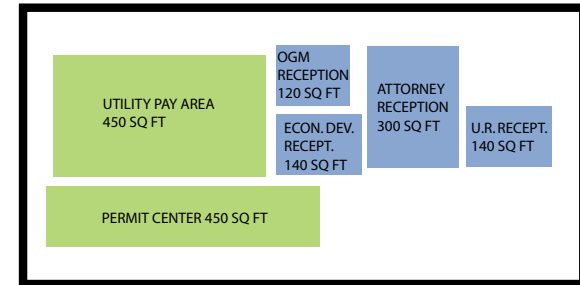 UTILITY PAY AREA
450 SQ FT
OGM
RECEPTION
120 SQ FT
ECON. DEV.
RECEPT.
140 SQ FT
ATTORNEY
RECEPTION
300 SQ FT
U.R. RECEPT.
140 SQ FT
PERMIT CENTER 450 SQ FT